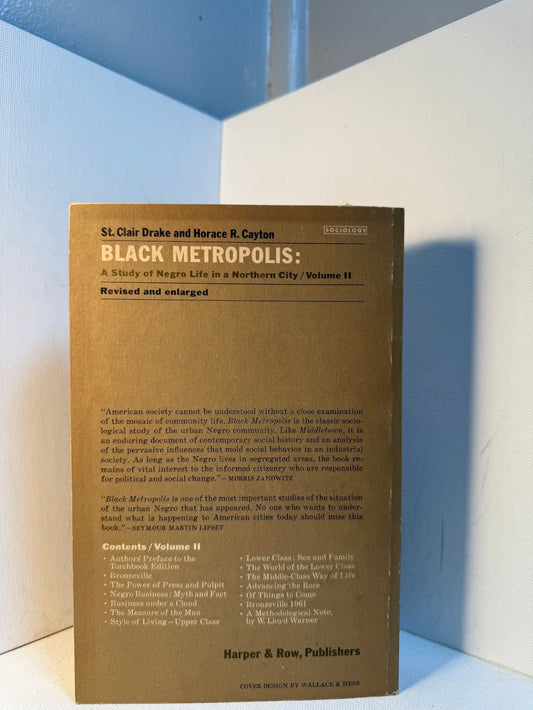 St. Clair Drake and Horace R. Cayton
SOCIOLOGY
BLACK METROPOLIS:
A Study of Negro Life in a Northern City/Volume II
Revised and enlarged
“American society cannot be understood without a close examination
of the mosaic of community life. Black Metropolis is the classic socio-
logical study of the urban Negro community. Like Middletown, it is
an enduring document of contemporary social history and an analysis
of the pervasive influences that mold social behavior in an industrial
society. As long as the Negro lives in segregated areas, the book re-
mains of vital interest to the informed citizenry who are responsible
for political and social change.”—MORRIS JANOWITZ
“Black Metropolis is one of the most important studies of the situation
of the urban Negro that has appeared. No one who wants to under-
stand what is happening to American cities today should miss this
book.”—SEYMOUR MARTIN LIPSET
Contents/Volume II
• Authors' Preface to the
Torchbook Edition
• Bronzeville
• The Power of Press and Pulpit
• Negro Business: Myth and Fact
• Business under a Cloud
• The Measure of the Man
• Style of Living—Upper Class
• Lower Class: Sex and Family
• The World of the Lower Class
• The Middle-Class Way of Life
• Advancing the Race
• Of Things to Come
• Bronzeville 1961
• A Methodological Note,
by W. Lloyd Warner
Harper & Row, Publishers
COVER DESIGN BY WALLACE & HESS